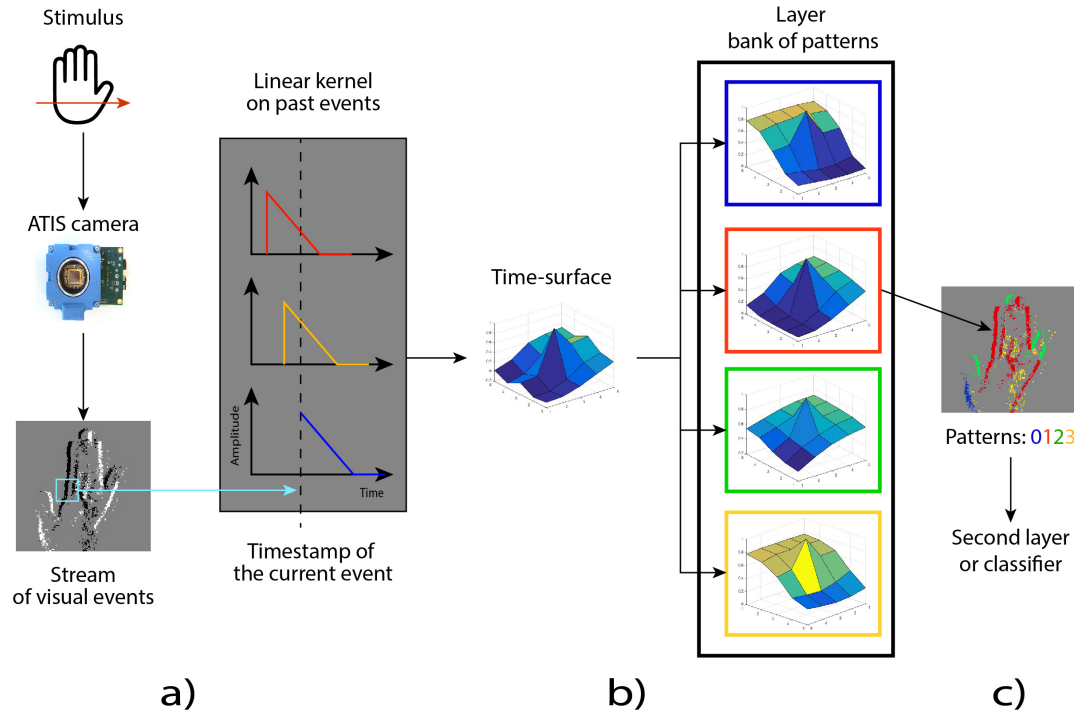 Stimulus
ATIS camera
Stream
of visual events
Linear kernel
on past events
Amplitude
Time
Timestamp of
the current event
Time-surface
Layer
bank of patterns
Patterns: 0123
Second layer
or classifier
a)
b)
c)